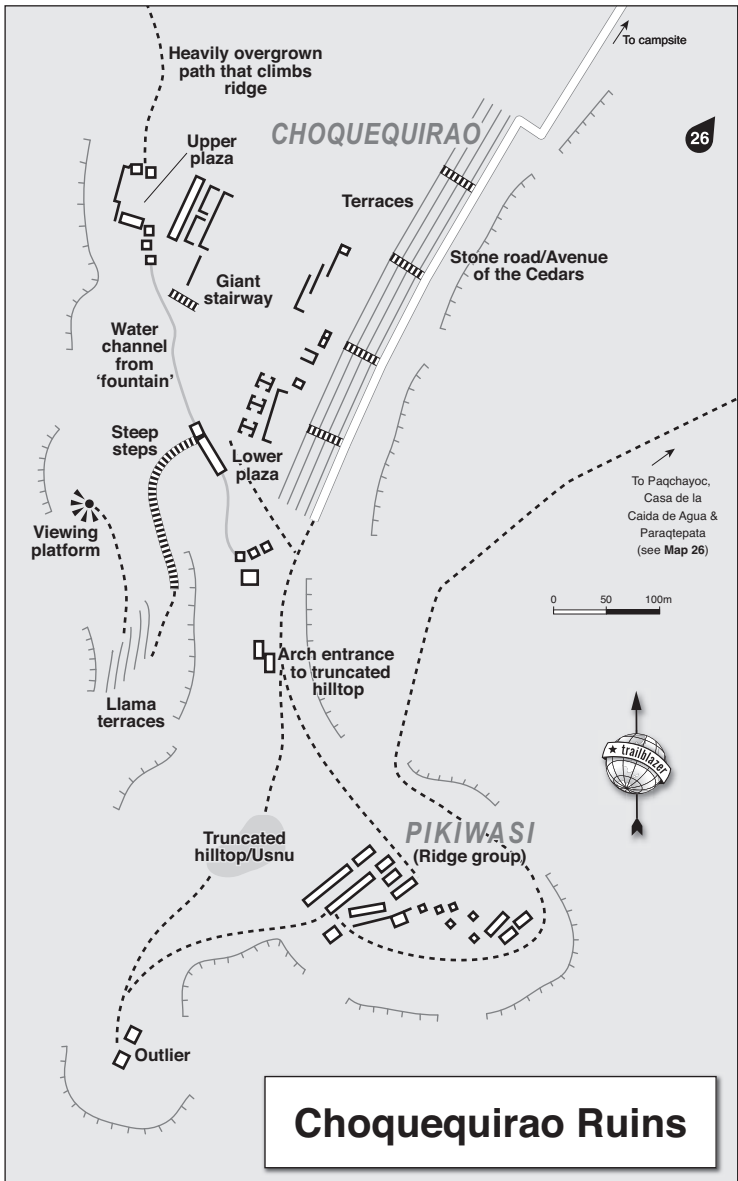 To campsite
Heavily overgrown
path that climbs
ridge
CHOQUEQUIRAO
26
Upper
plaza
Terraces
Stone road/Avenue
of the Cedars
Giant
stairway
Water
channel
from
‘fountain’
Steep
steps
Lower
plaza
To Paqchayoc,
Casa de la
Caida de Agua &
Paraqtepata
(see Map 26)
Viewing
platform
0 50 100m
Arch entrance
to truncated
hilltop
Llama
terraces
★ trailblazer
Truncated
hilltop/Usnu
PIKIWASI
(Ridge group)
Outlier
Choquequirao Ruins